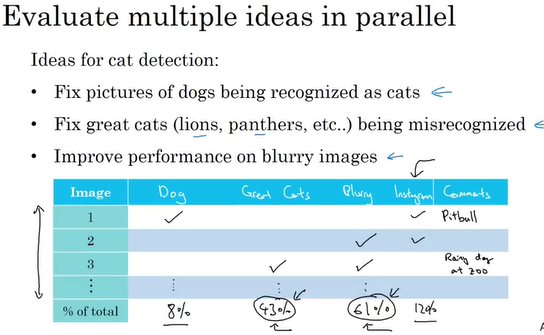 Evaluate multiple ideas in parallel
Ideas for cat detection:
• Fix pictures of dogs being recognized as cats
• Fix great cats (lions, panthers, etc..) being misrecognized
• Improve performance on blurry images
Image Dog Great Cats Blurry Instagram Comments
1 ✓ ✓ Pitbull
2 ✓ ✓
3 ✓ ✓ Rainy day at zoo
⋮ ⋮ ⋮ ⋮
% of total 8% 43% 61% 12%